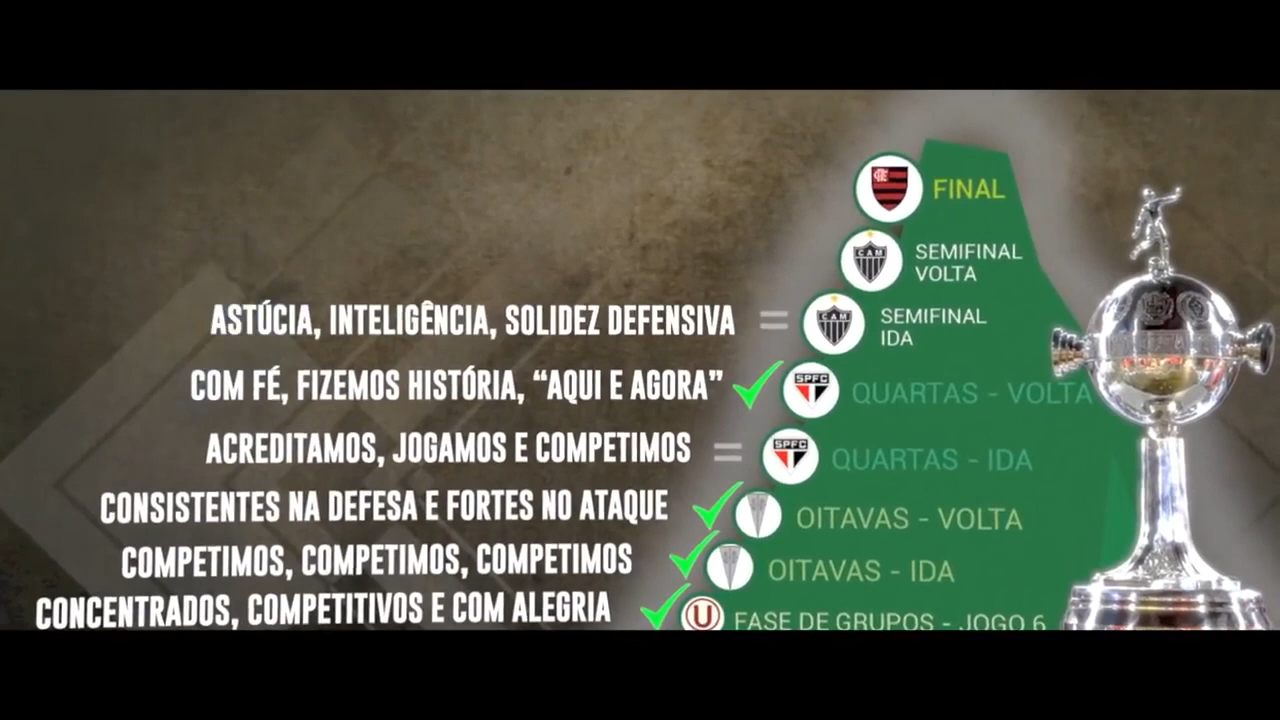 FINAL
SEMIFINAL
VOLTA
ASTÚCIA, INTELIGÊNCIA, SOLIDEZ DEFENSIVA = SEMIFINAL
IDA
COM FÉ, FIZEMOS HISTÓRIA, “AQUI E AGORA” SPFC QUARTAS - VOLTA
ACREDITAMOS, JOGAMOS E COMPETIMOS = SPFC QUARTAS - IDA
CONSISTENTES NA DEFESA E FORTES NO ATAQUE OITAVAS - VOLTA
COMPETIMOS, COMPETIMOS, COMPETIMOS OITAVAS - IDA
CONCENTRADOS, COMPETITIVOS E COM ALEGRIA U FASE DE GRUPOS - JOGO 6